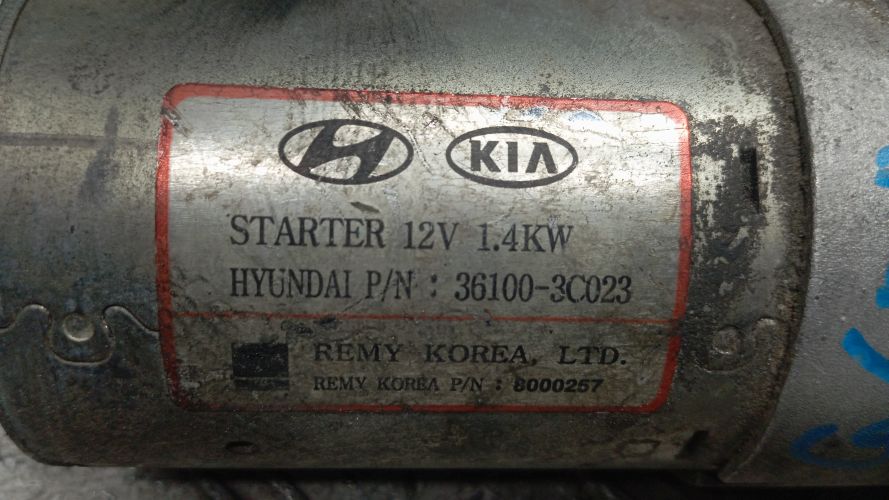 KIA
STARTER 12V 1.4KW
HYUNDAI P/N : 36100-3C023
REMY KOREA, LTD.
REMY KOREA P/N : 8000257